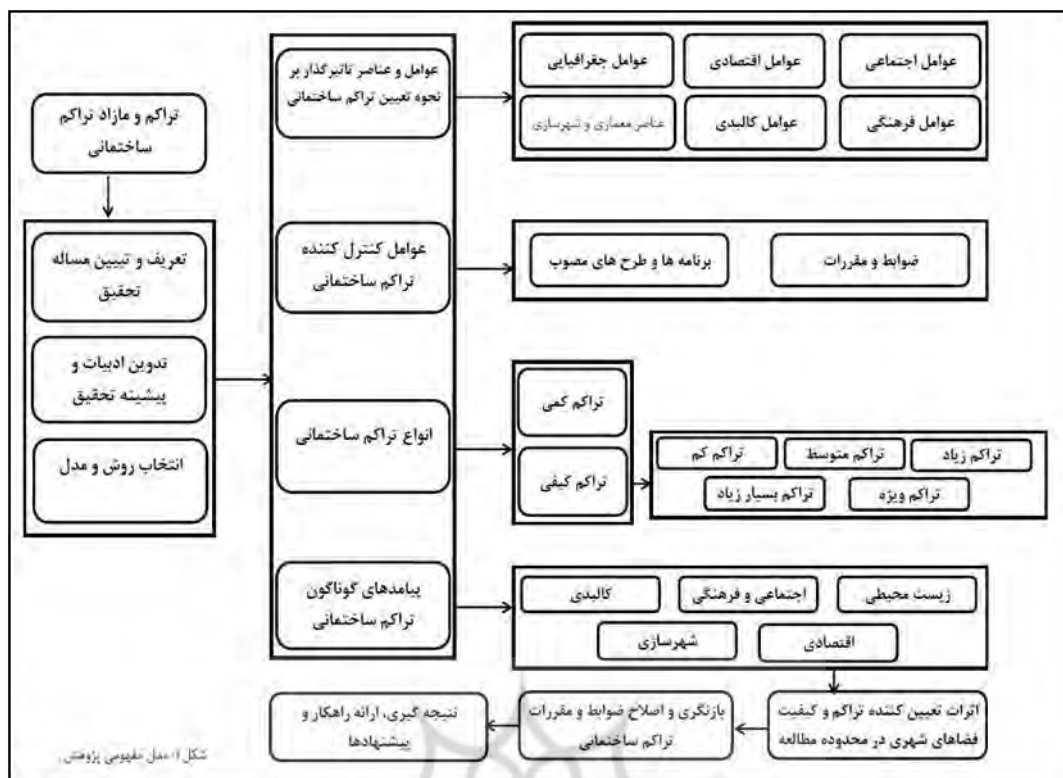 تراکم و مازاد تراکم
ساختمانی
تعریف و تبیین مساله
تحقیق
تدوین ادبیات و
پیشینه تحقیق
انتخاب روش و مدل
عوامل و عناصر تاثیرگذار بر
نحوه تعیین تراکم ساختمانی
عوامل اجتماعی
عوامل اقتصادی
عوامل جغرافیایی
عوامل فرهنگی
عوامل کالبدی
عناصر معماری و شهرسازی
عوامل کنترل کننده
تراکم ساختمانی
ضوابط و مقررات
برنامه ها و طرح های مصوب
انواع تراکم ساختمانی
تراکم کمی
تراکم کیفی
تراکم زیاد
تراکم متوسط
تراکم کم
تراکم ویژه
تراکم بسیار زیاد
پیامدهای گوناگون
تراکم ساختمانی
زیست محیطی
اجتماعی و فرهنگی
کالبدی
اقتصادی
شهرسازی
اثرات تعیین کننده تراکم و کیفیت
فضاهای شهری در محدوده مطالعه
بازنگری و اصلاح ضوابط و مقررات
تراکم ساختمانی
نتیجه گیری، ارائه راهکار و
پیشنهادها
شکل ۱: مدل مفهومی پژوهش